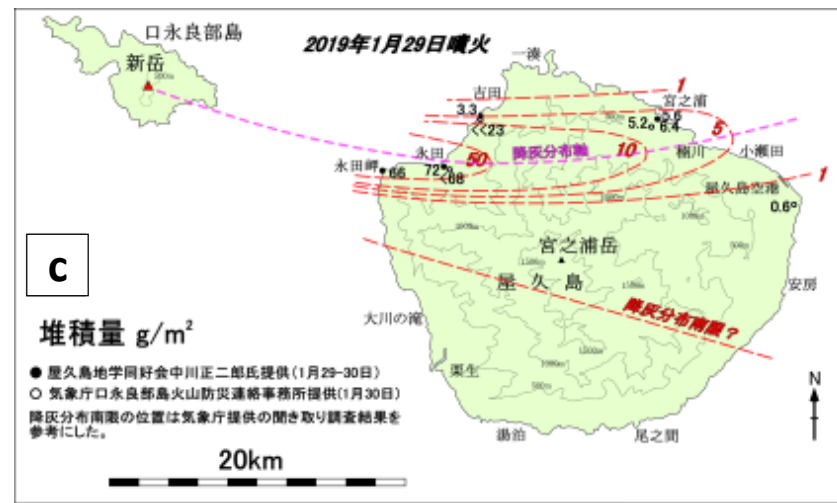 口永良部島
新岳
500m
2019年1月29日噴火
一湊
吉田
1
宮之浦
3.3
<<23
5.2
5.6
6.4
5
永田
50
降灰分布軸
10
楠川
小瀬田
永田岬
66
72
<68
屋久島空港
1
0.6
500m
1000m
1500m
宮之浦岳
屋久島
C
安房
降灰分布南限?
大川の滝
堆積量 g/m²
栗生
1500m
1000m
500m
● 屋久島地学同好会中川正二郎氏提供(1月29-30日)
○ 気象庁口永良部島火山防災連絡事務所提供(1月30日)
降灰分布南限の位置は気象庁提供の聞き取り調査結果を
参考にした。
湯泊
尾之間
N
20km